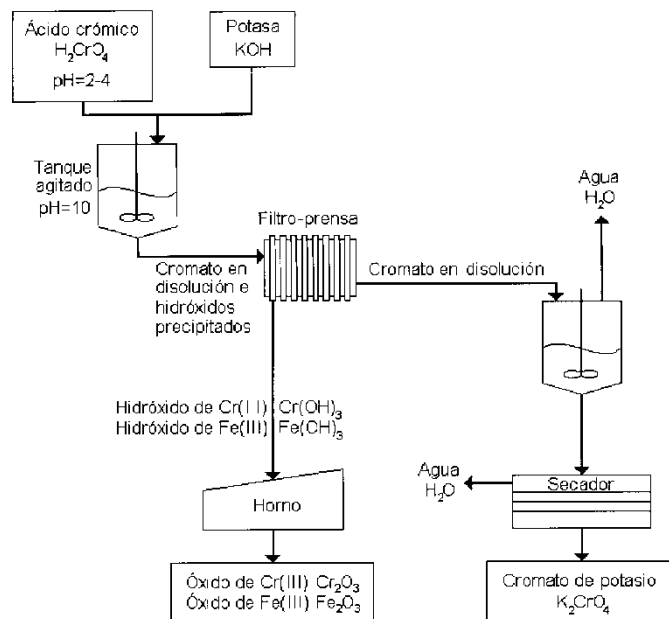 Ácido crómico
H₂CrO₄
pH=2-4
Potasa
KOH
Tanque
agitado
pH=10
Filtro-prensa
Agua
H₂O
Cromato en
disolución e
hidróxidos
precipitados
Cromato en disolución
Hidróxido de Cr(III) Cr(OH)₃
Hidróxido de Fe(III) Fe(OH)₃
Horno
Agua
H₂O
Secador
Óxido de Cr(III) Cr₂O₃
Óxido de Fe(III) Fe₂O₃
Cromato de potasio
K₂CrO₄